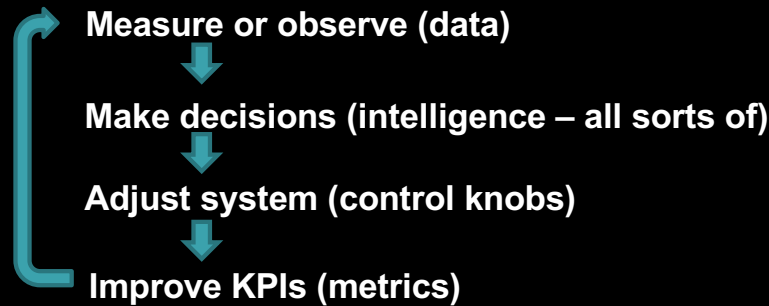 Measure or observe (data)
Make decisions (intelligence – all sorts of)
Adjust system (control knobs)
Improve KPIs (metrics)